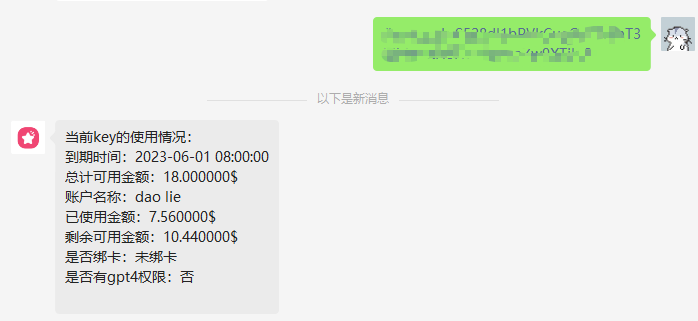 以下是新消息
当前key的使用情况：
到期时间：2023-06-01 08:00:00
总计可用金额：18.000000$
账户名称：dao lie
已使用金额：7.560000$
剩余可用金额：10.440000$
是否绑卡：未绑卡
是否有gpt4权限：否